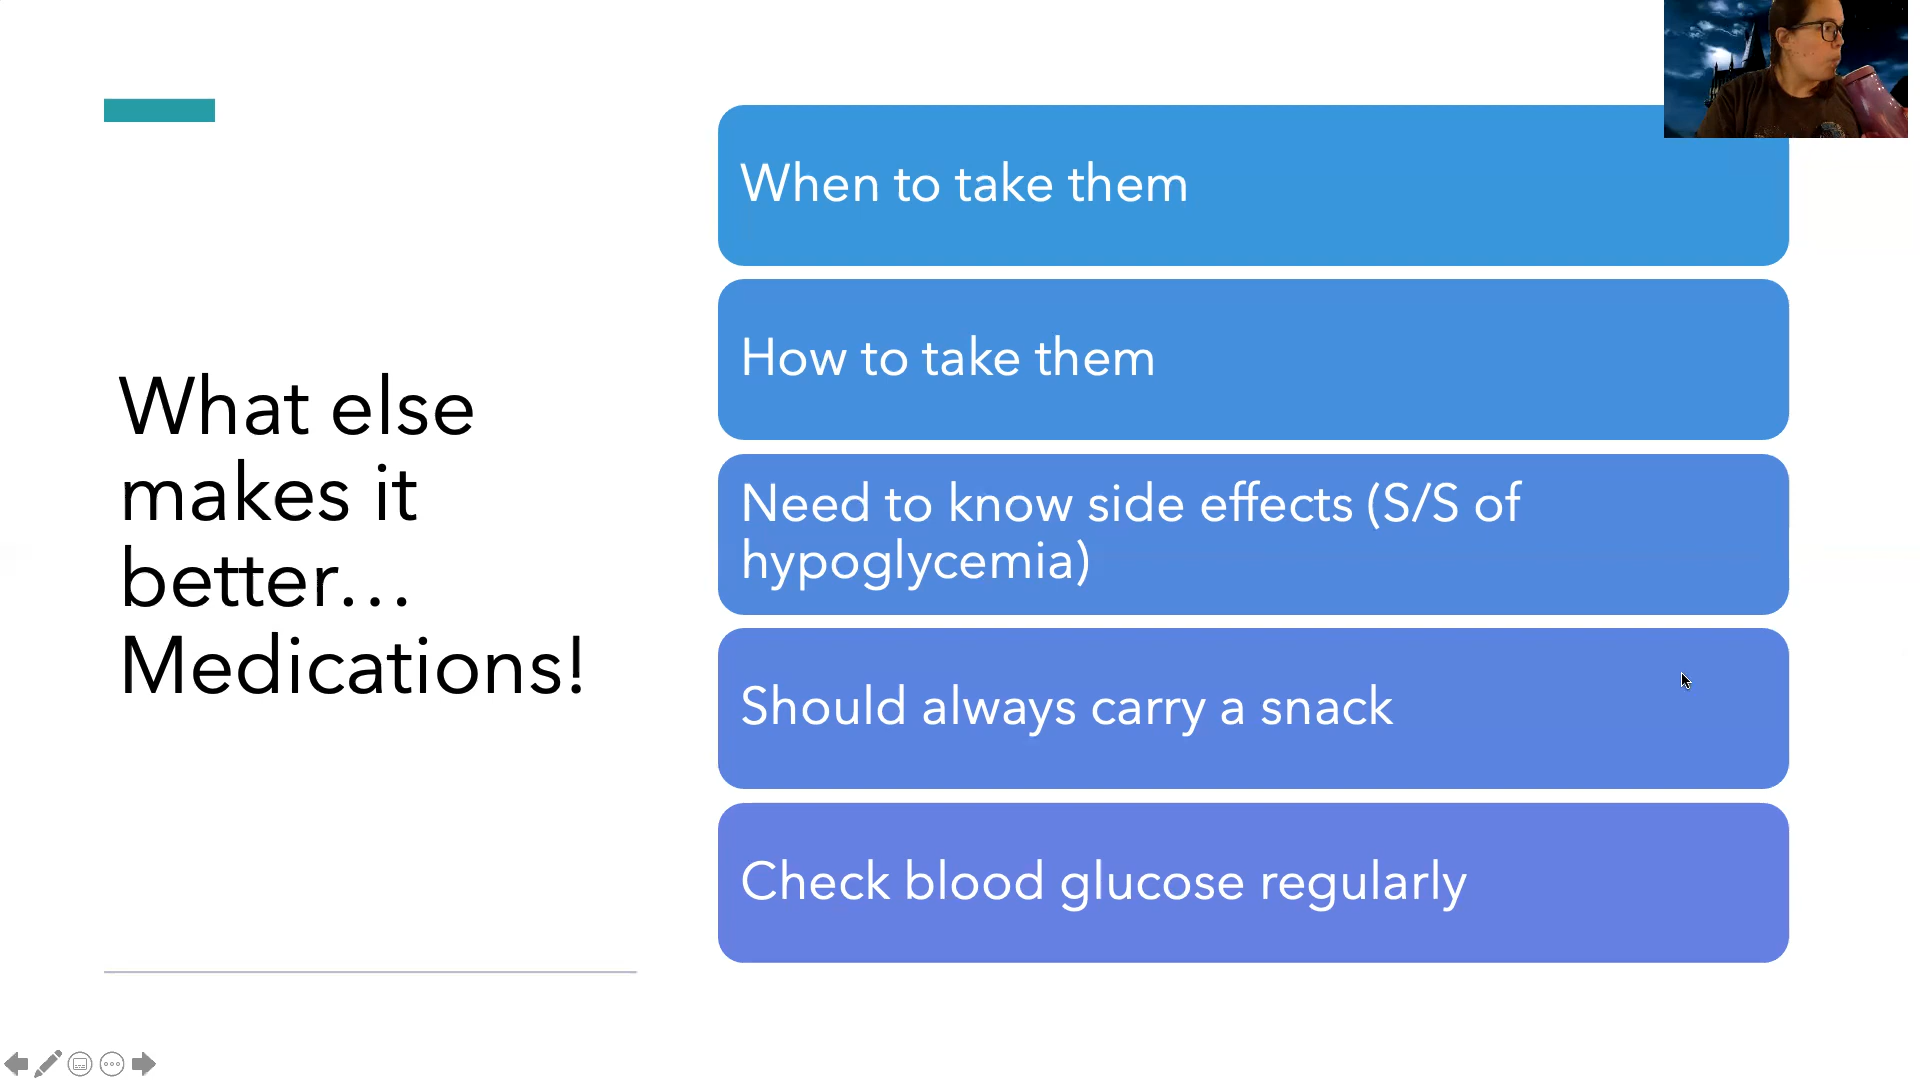 What else
makes it
better…
Medications!
When to take them
How to take them
Need to know side effects (S/S of
hypoglycemia)
Should always carry a snack
Check blood glucose regularly